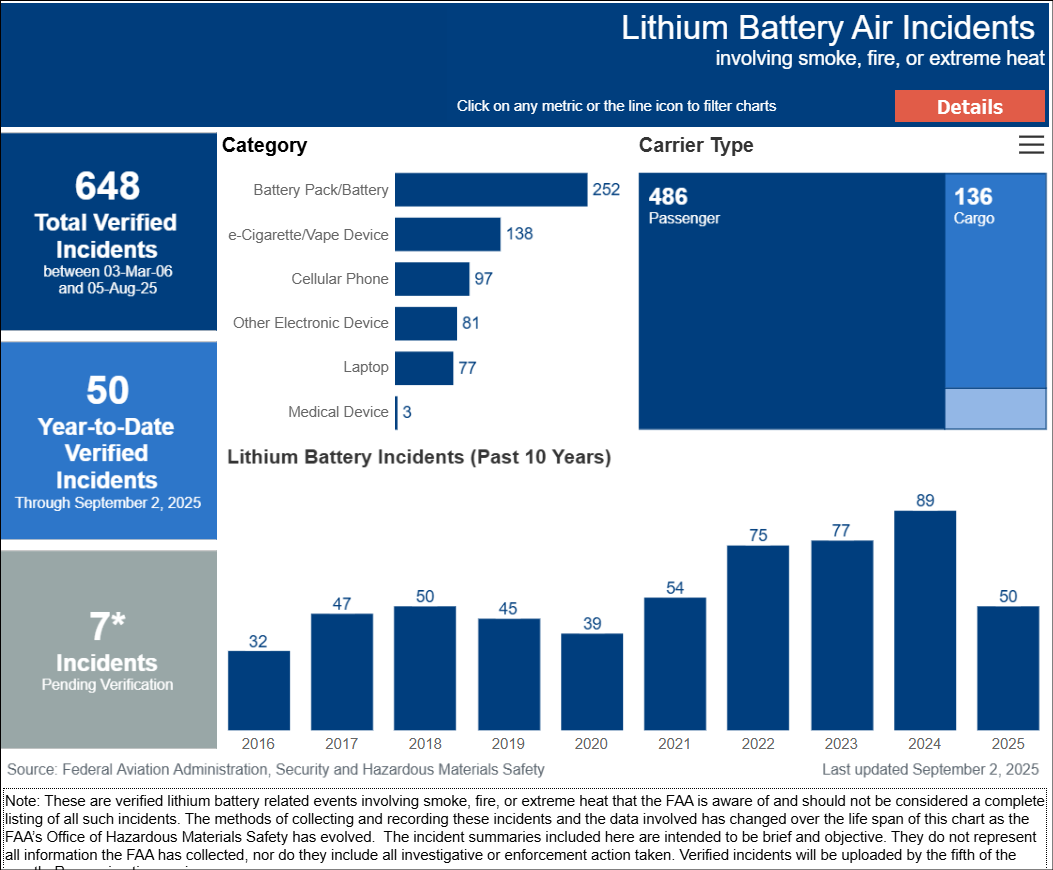 Lithium Battery Air Incidents
involving smoke, fire, or extreme heat
Click on any metric or the line icon to filter charts
Details
648
Total Verified
Incidents
between 03-Mar-06
and 05-Aug-25
50
Year-to-Date
Verified
Incidents
Through September 2, 2025
7*
Incidents
Pending Verification
Category
Battery Pack/Battery 252
e-Cigarette/Vape Device 138
Cellular Phone 97
Other Electronic Device 81
Laptop 77
Medical Device 3
Carrier Type
486
Passenger
136
Cargo
Lithium Battery Incidents (Past 10 Years)
32 47 50 45 39 54 75 77 89 50
2016 2017 2018 2019 2020 2021 2022 2023 2024 2025
Source: Federal Aviation Administration, Security and Hazardous Materials Safety
Last updated September 2, 2025
Note: These are verified lithium battery related events involving smoke, fire, or extreme heat that the FAA is aware of and should not be considered a complete
listing of all such incidents. The methods of collecting and recording these incidents and the data involved has changed over the life span of this chart as the
FAA's Office of Hazardous Materials Safety has evolved.  The incident summaries included here are intended to be brief and objective. They do not represent
all information the FAA has collected, nor do they include all investigative or enforcement action taken. Verified incidents will be uploaded by the fifth of the